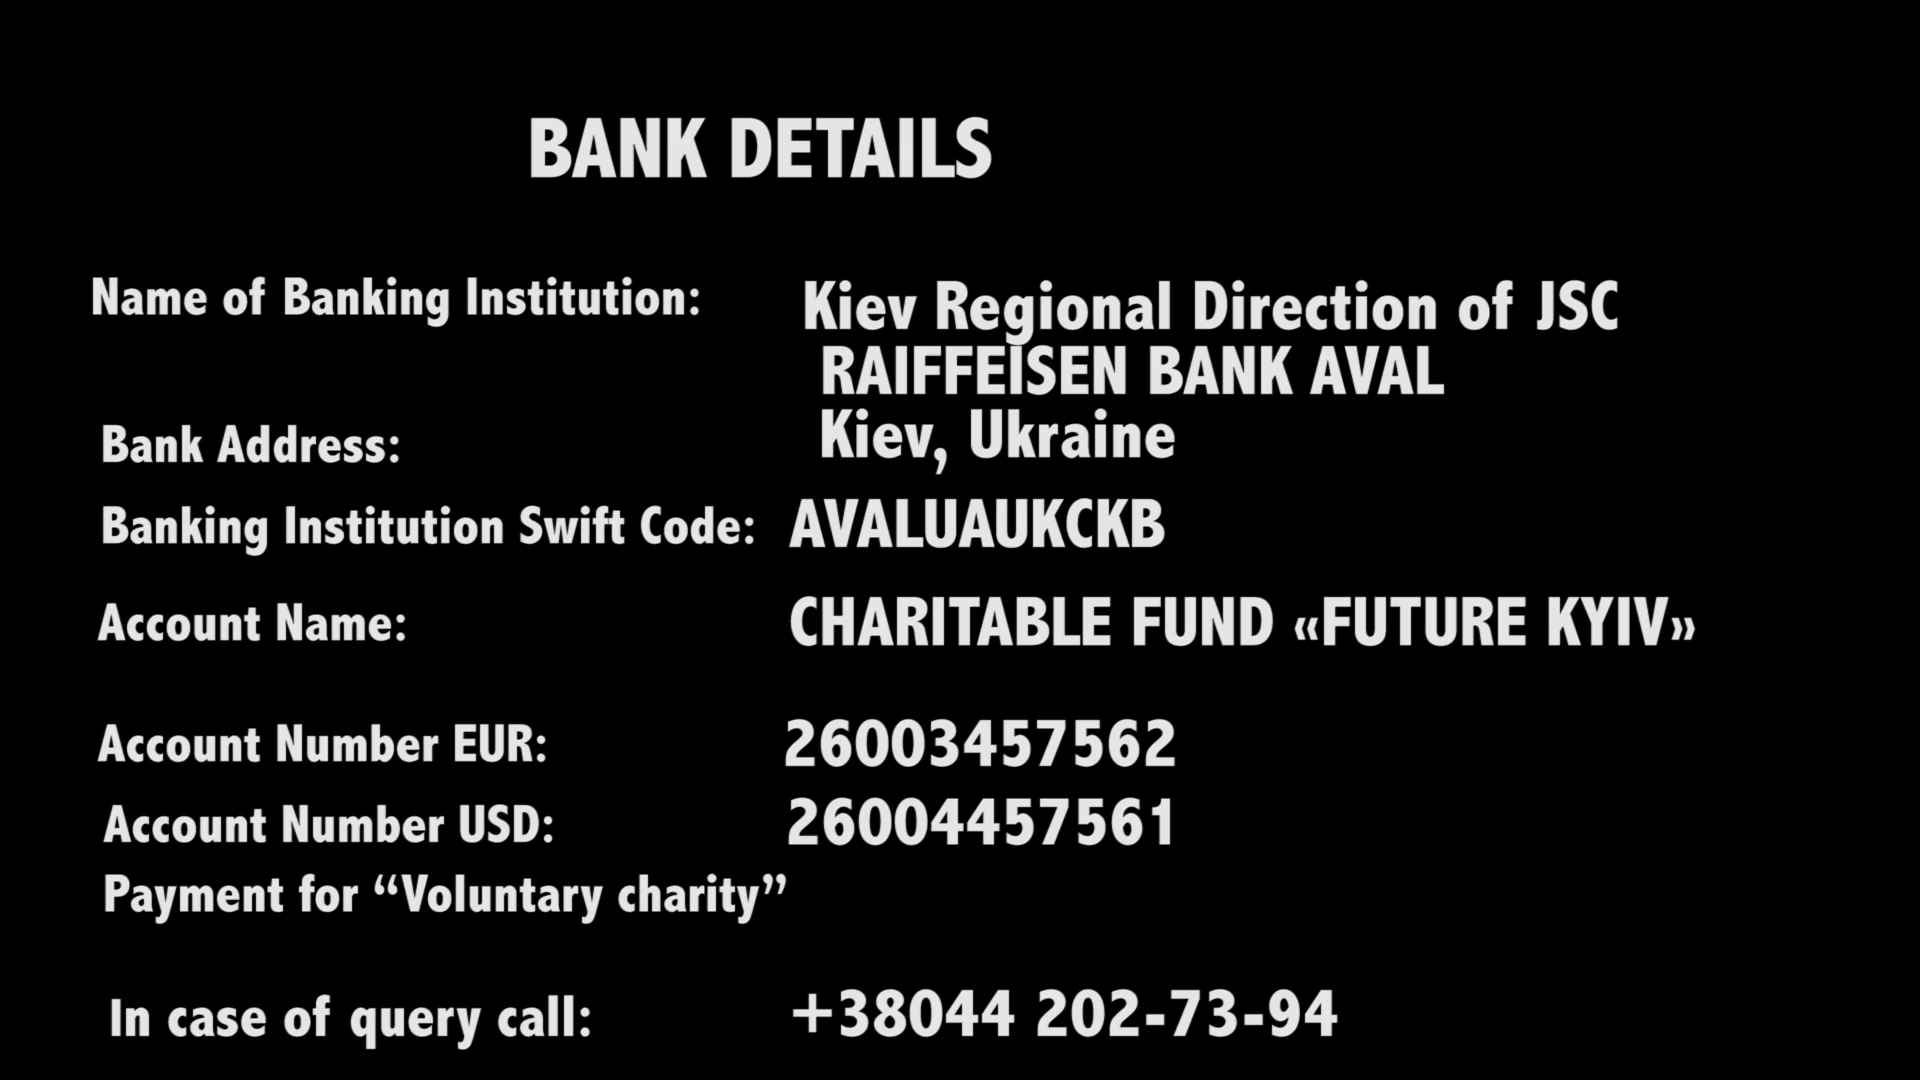 BANK DETAILS
Name of Banking Institution: Kiev Regional Direction of JSC
RAIFFEISEN BANK AVAL
Bank Address: Kiev, Ukraine
Banking Institution Swift Code: AVALUAUKCKB
Account Name: CHARITABLE FUND «FUTURE KYIV»
Account Number EUR: 26003457562
Account Number USD: 26004457561
Payment for “Voluntary charity”
In case of query call: +38044 202-73-94